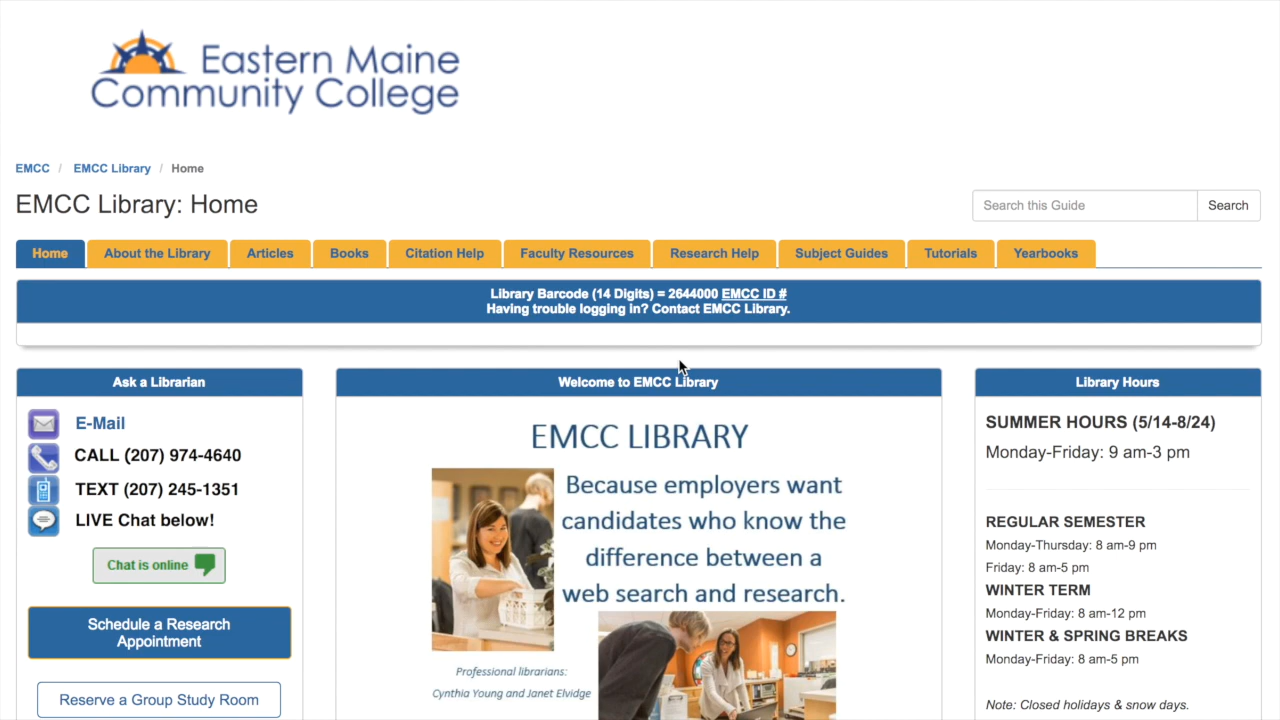 Eastern Maine
Community College
EMCC / EMCC Library / Home
EMCC Library: Home
Search this Guide Search
Home About the Library Articles Books Citation Help Faculty Resources Research Help Subject Guides Tutorials Yearbooks
Library Barcode (14 Digits) = 2644000 EMCC ID #
Having trouble logging in? Contact EMCC Library.
Ask a Librarian
E-Mail
CALL (207) 974-4640
TEXT (207) 245-1351
LIVE Chat below!
Chat is online
Schedule a Research
Appointment
Reserve a Group Study Room
Welcome to EMCC Library
EMCC LIBRARY
Because employers want
candidates who know the
difference between a
web search and research.
Professional librarians:
Cynthia Young and Janet Elvidge
Library Hours
SUMMER HOURS (5/14-8/24)
Monday-Friday: 9 am-3 pm
REGULAR SEMESTER
Monday-Thursday: 8 am-9 pm
Friday: 8 am-5 pm
WINTER TERM
Monday-Friday: 8 am-12 pm
WINTER & SPRING BREAKS
Monday-Friday: 8 am-5 pm
Note: Closed holidays & snow days.